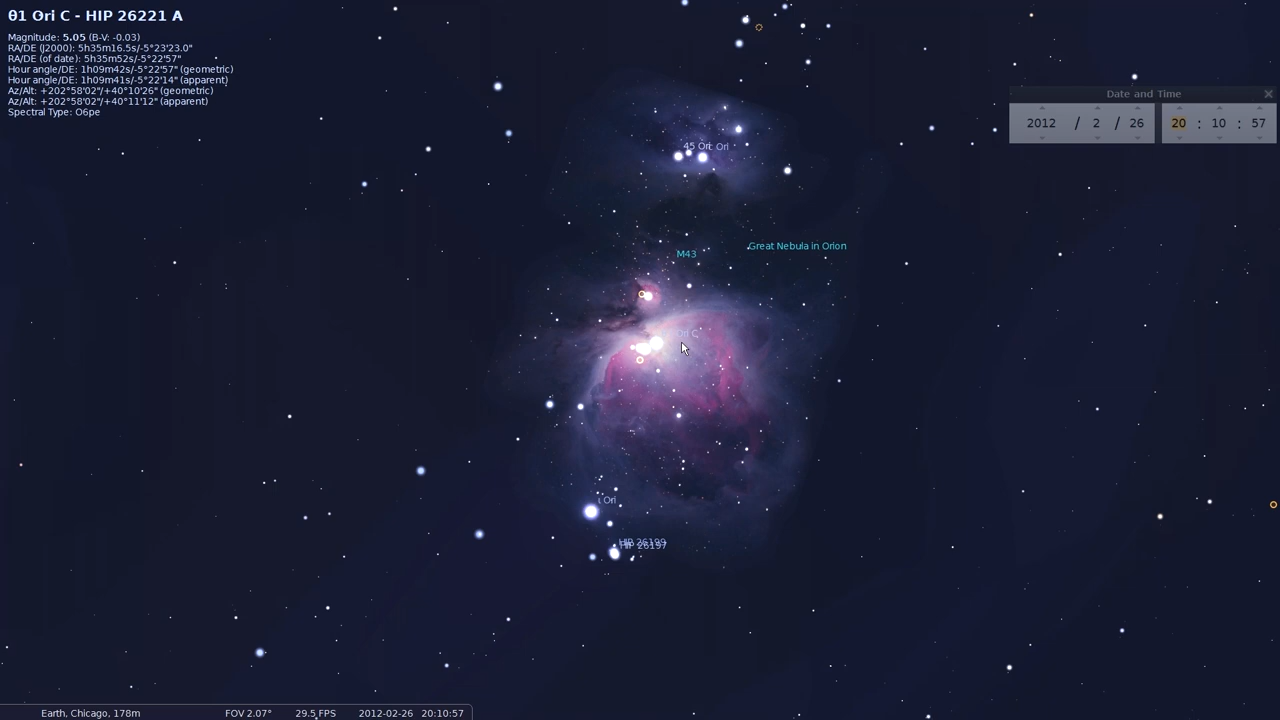 θ1 Ori C - HIP 26221 A
Magnitude: 5.05 (B-V: -0.03)
RA/DE (J2000): 5h35m16.5s/-5°23'23.0"
RA/DE (of date): 5h35m52s/-5°22'57"
Hour angle/DE: 1h09m42s/-5°22'57" (geometric)
Hour angle/DE: 1h09m41s/-5°22'14" (apparent)
Az/Alt: +202°58'02"/+40°10'26" (geometric)
Az/Alt: +202°58'02"/+40°11'12" (apparent)
Spectral Type: O6pe
Date and Time
2012 / 2 / 26 20 : 10 : 57
45 Ori
Ori
Great Nebula in Orion
M43
Ori C
ι Ori
HIP 26199
HIP 26197
Earth, Chicago, 178m FOV 2.07° 29.5 FPS 2012-02-26 20:10:57